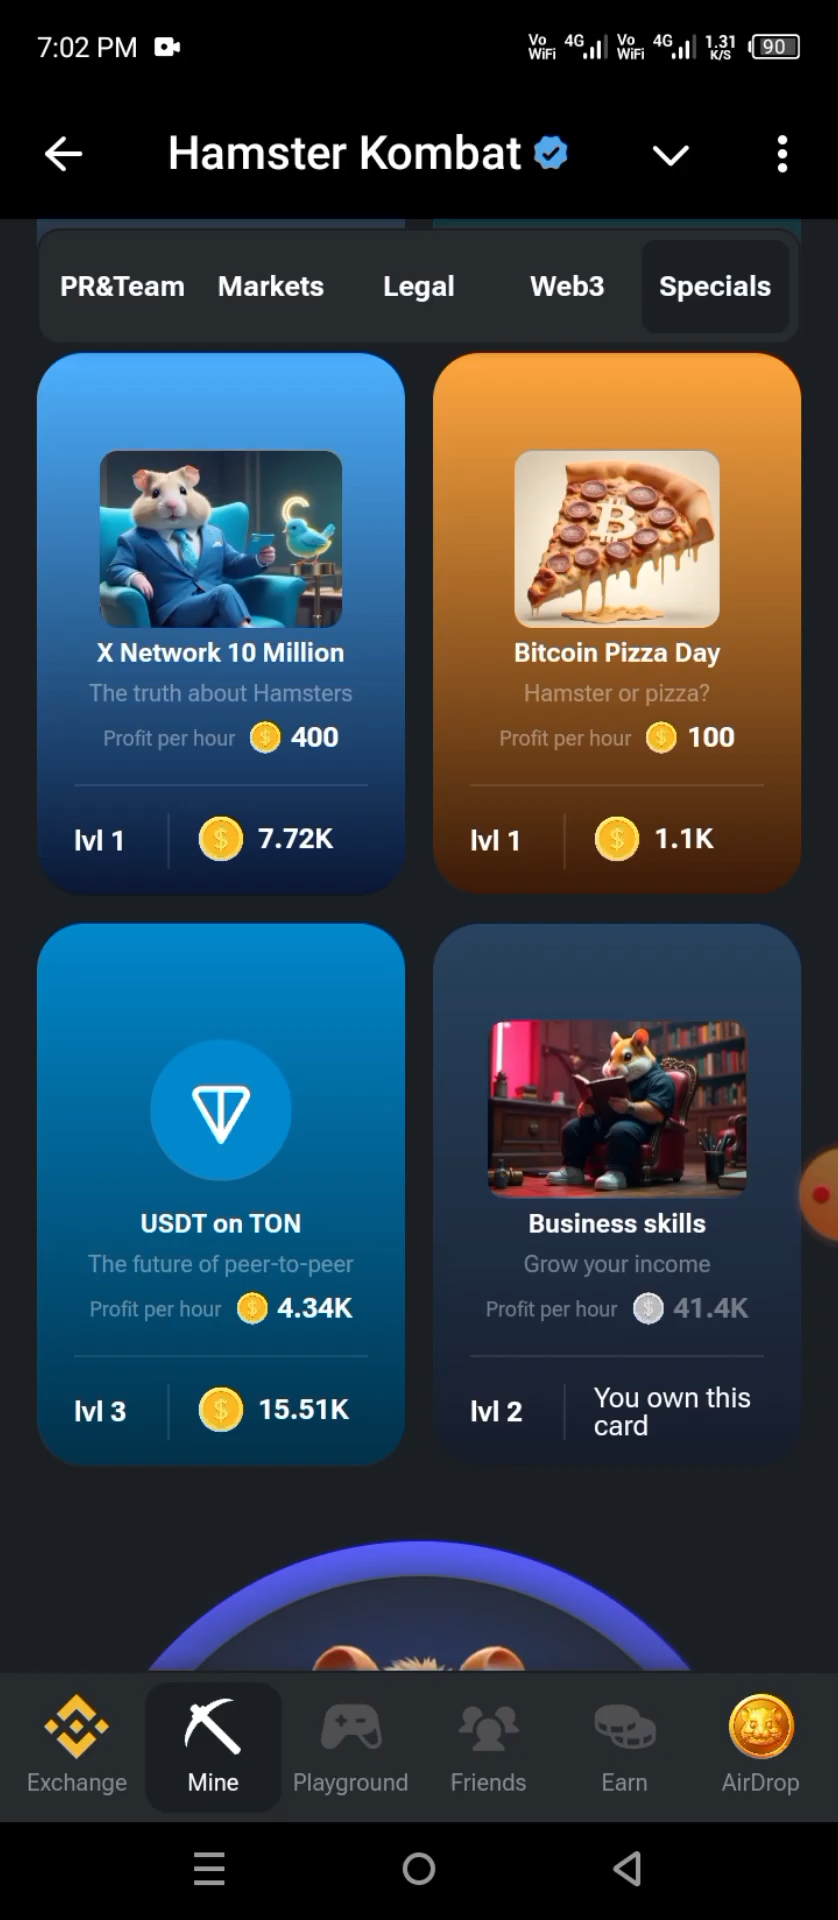 7:02 PM
Vo WiFi 4G Vo WiFi 4G 1.31 K/S 90
Hamster Kombat
PR&Team Markets Legal Web3 Specials
X Network 10 Million
The truth about Hamsters
Profit per hour 400
lvl 1 7.72K
Bitcoin Pizza Day
Hamster or pizza?
Profit per hour 100
lvl 1 1.1K
USDT on TON
The future of peer-to-peer
Profit per hour 4.34K
lvl 3 15.51K
Business skills
Grow your income
Profit per hour 41.4K
lvl 2 You own this
card
Exchange Mine Playground Friends Earn AirDrop